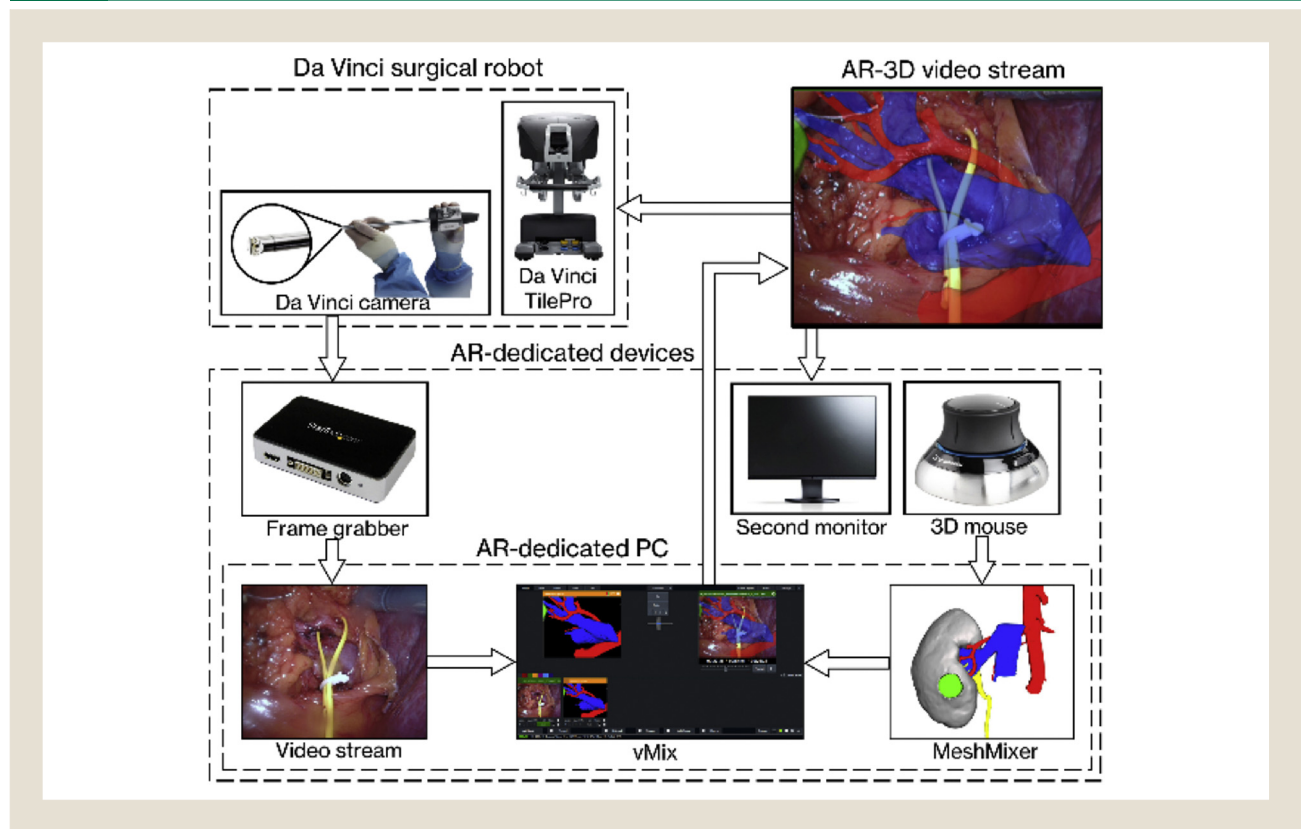 Da Vinci surgical robot
AR-3D video stream
Da Vinci
TilePro
Da Vinci camera
AR-dedicated devices
Frame grabber
Second monitor
3D mouse
AR-dedicated PC
Video stream
vMix
MeshMixer